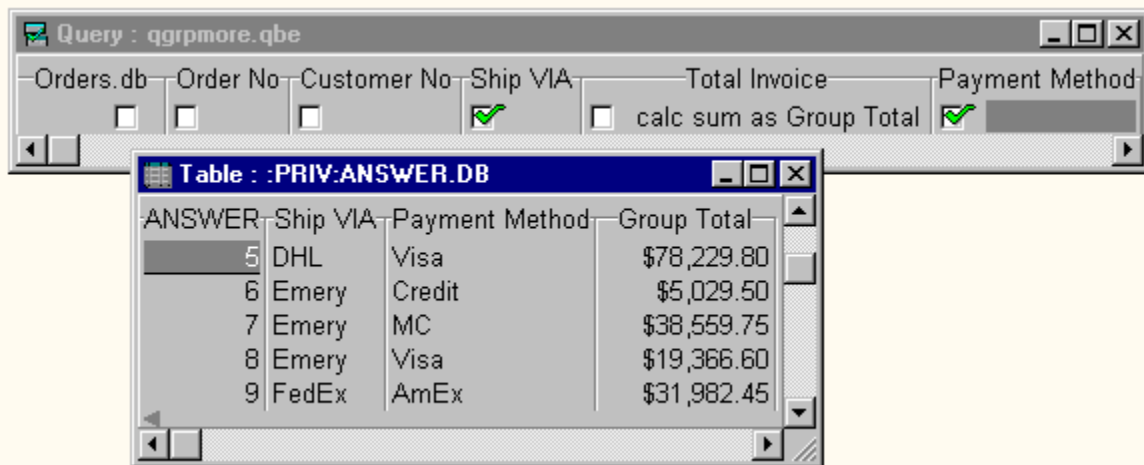 Query : qgrpmore.qbe
Orders.db Order No Customer No Ship VIA Total Invoice Payment Method
calc sum as Group Total
Table : :PRIV:ANSWER.DB
ANSWER Ship VIA Payment Method Group Total
5 DHL Visa $78,229.80
6 Emery Credit $5,029.50
7 Emery MC $38,559.75
8 Emery Visa $19,366.60
9 FedEx AmEx $31,982.45